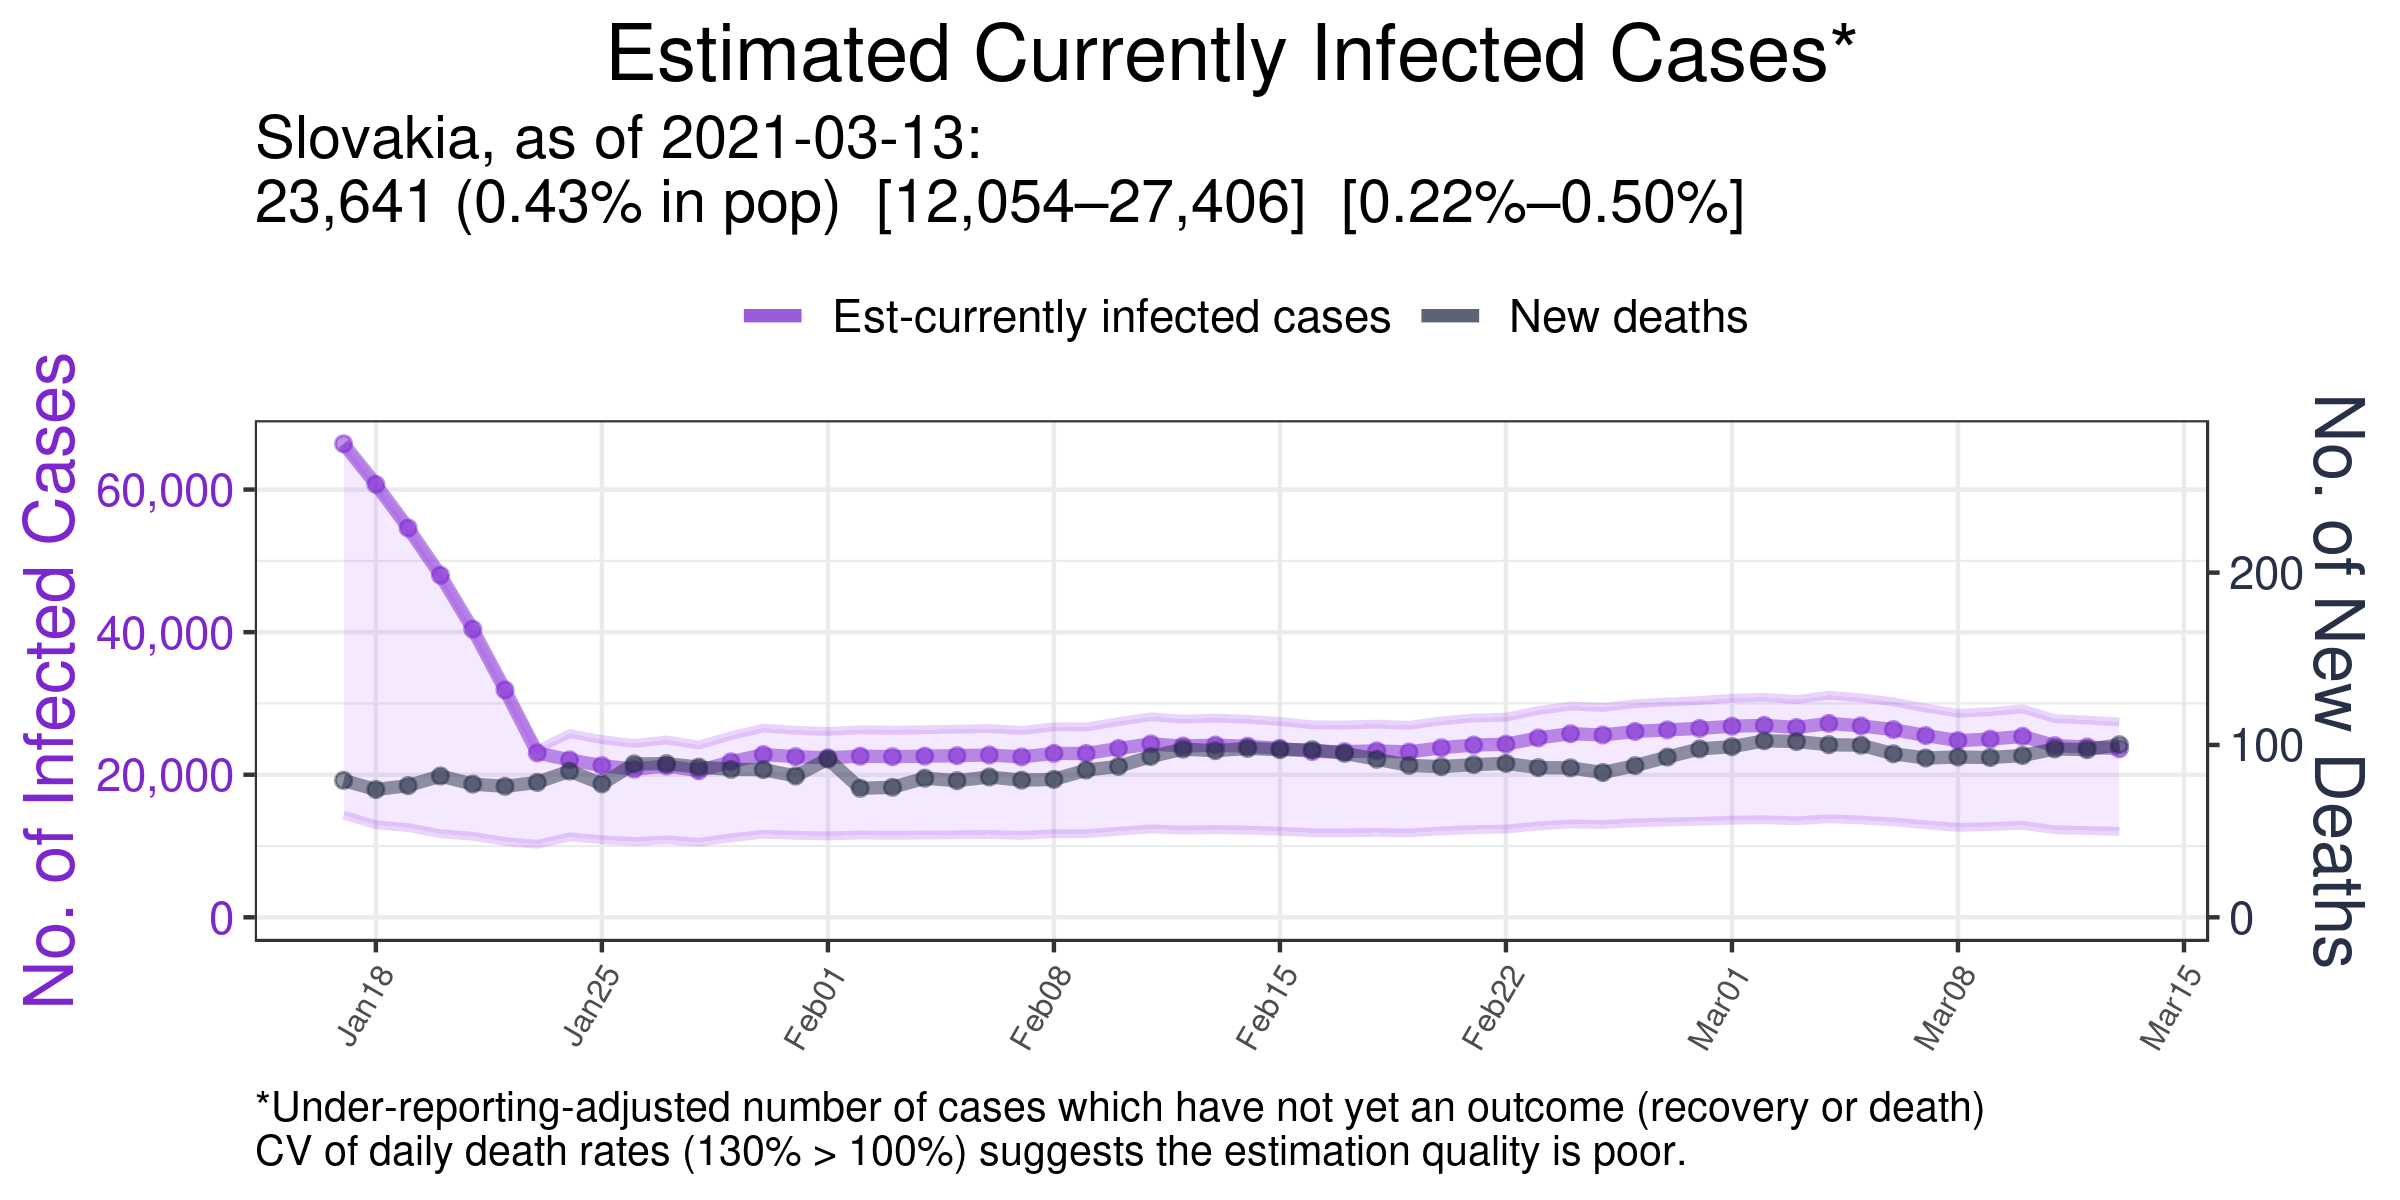 Estimated Currently Infected Cases*
Slovakia, as of 2021-03-13:
23,641 (0.43% in pop)  [12,054–27,406]  [0.22%–0.50%]
Est-currently infected cases
New deaths
No. of Infected Cases
60,000
40,000
20,000
0
No. of New Deaths
200
100
0
Jan18
Jan25
Feb01
Feb08
Feb15
Feb22
Mar01
Mar08
Mar15
*Under-reporting-adjusted number of cases which have not yet an outcome (recovery or death)
CV of daily death rates (130% > 100%) suggests the estimation quality is poor.